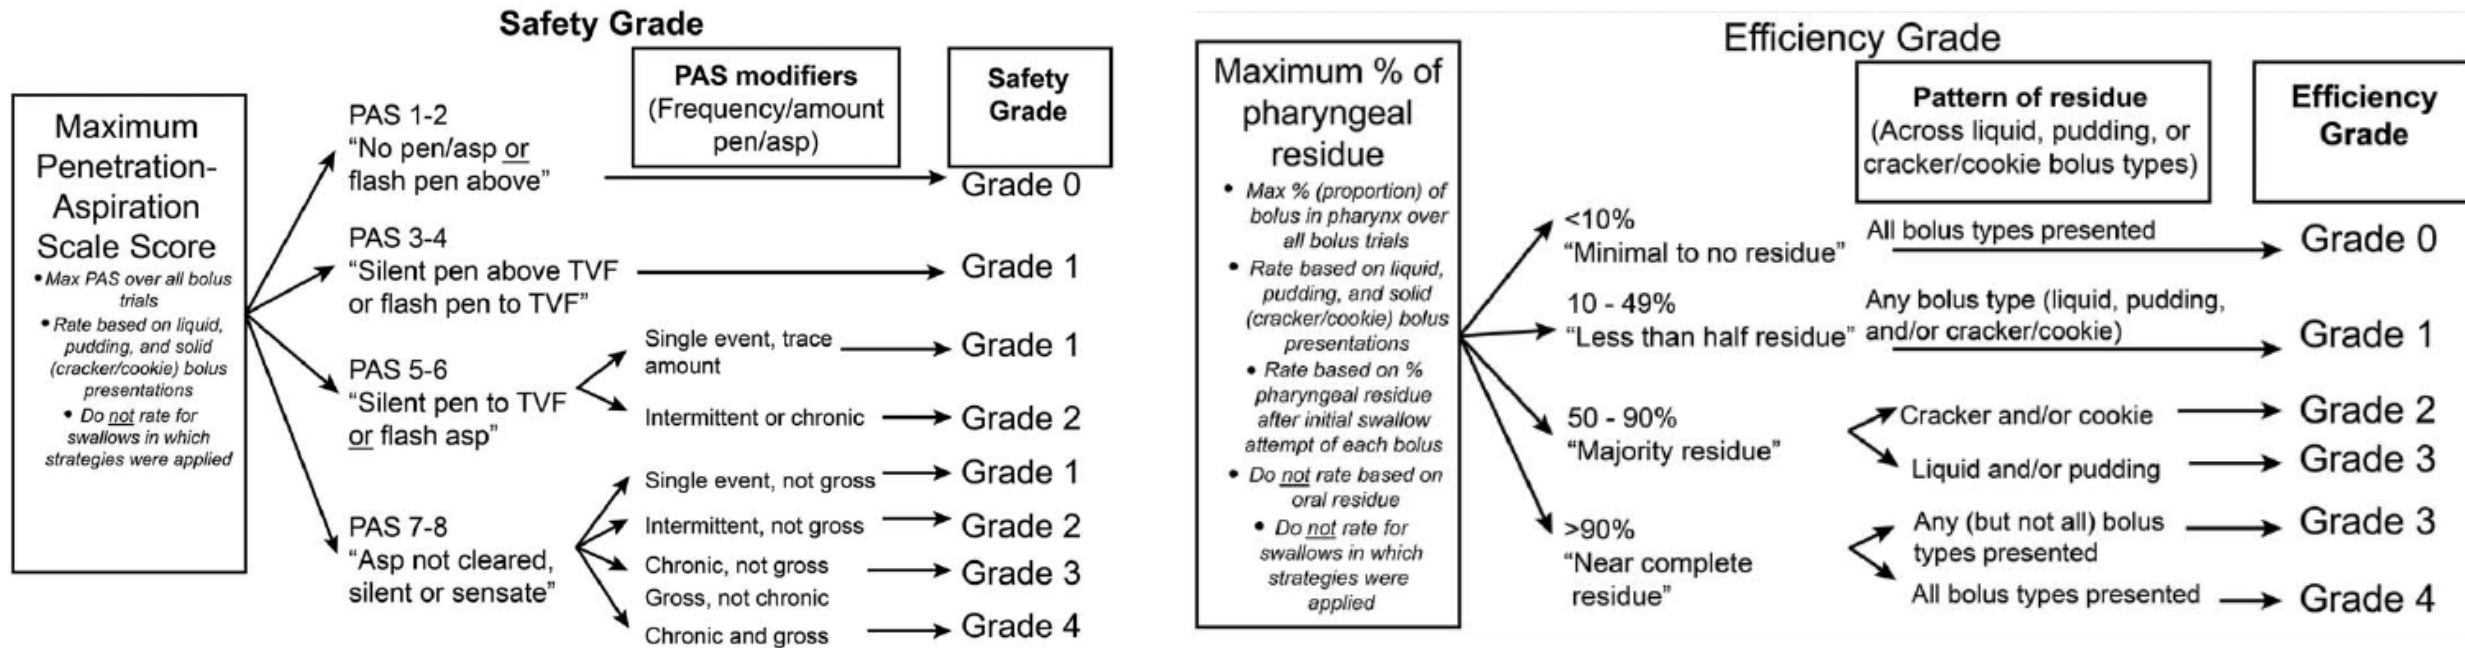 Safety Grade
Maximum
Penetration-
Aspiration
Scale Score
• Max PAS over all bolus
trials
• Rate based on liquid,
pudding, and solid
(cracker/cookie) bolus
presentations
• Do not rate for
swallows in which
strategies were applied
PAS modifiers
(Frequency/amount
pen/asp)
Safety
Grade
PAS 1-2
“No pen/asp or
flash pen above”
Grade 0
PAS 3-4
“Silent pen above TVF
or flash pen to TVF”
Grade 1
PAS 5-6
“Silent pen to TVF
or flash asp”
Single event, trace
amount
Grade 1
Intermittent or chronic
Grade 2
PAS 7-8
“Asp not cleared,
silent or sensate”
Single event, not gross
Grade 1
Intermittent, not gross
Grade 2
Chronic, not gross
Grade 3
Gross, not chronic
Chronic and gross
Grade 4
Efficiency Grade
Maximum % of
pharyngeal
residue
• Max % (proportion) of
bolus in pharynx over
all bolus trials
• Rate based on liquid,
pudding, and solid
(cracker/cookie) bolus
presentations
• Rate based on %
pharyngeal residue
after initial swallow
attempt of each bolus
• Do not rate based on
oral residue
• Do not rate for
swallows in which
strategies were
applied
Pattern of residue
(Across liquid, pudding, or
cracker/cookie bolus types)
Efficiency
Grade
<10%
“Minimal to no residue”
All bolus types presented
Grade 0
10 - 49%
“Less than half residue”
Any bolus type (liquid, pudding,
and/or cracker/cookie)
Grade 1
50 - 90%
“Majority residue”
Cracker and/or cookie
Grade 2
Liquid and/or pudding
Grade 3
>90%
“Near complete
residue”
Any (but not all) bolus
types presented
Grade 3
All bolus types presented
Grade 4